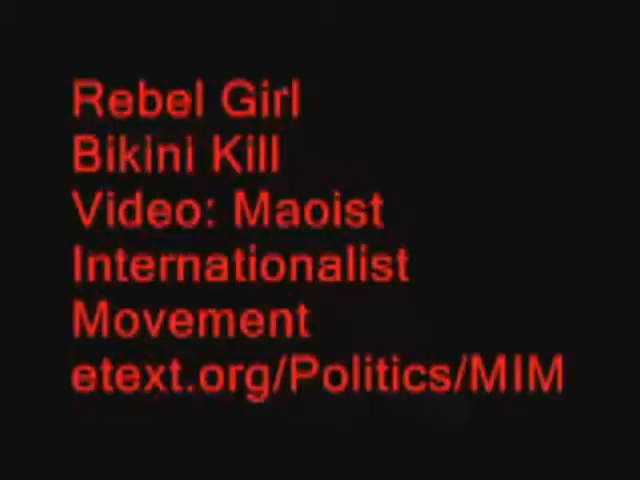 Rebel Girl
Bikini Kill
Video: Maoist
Internationalist
Movement
etext.org/Politics/MIM